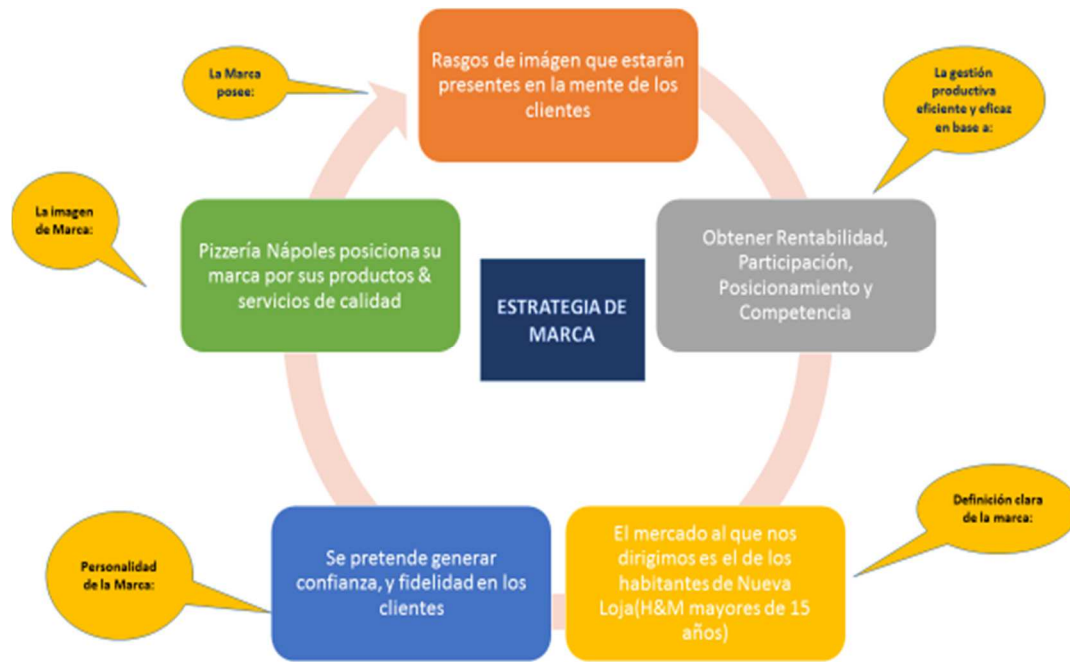 La Marca
posee:
Rasgos de imágen que estarán
presentes en la mente de los
clientes
La gestión
productiva
eficiente y eficaz
en base a:
Obtener Rentabilidad,
Participación,
Posicionamiento y
Competencia
Definición clara
de la marca:
El mercado al que nos
dirigimos es el de los
habitantes de Nueva
Loja(H&M mayores de 15
años)
Personalidad
de la Marca:
Se pretende generar
confianza, y fidelidad en los
clientes
La imagen
de Marca:
Pizzería Nápoles posiciona su
marca por sus productos &
servicios de calidad
ESTRATEGIA DE
MARCA